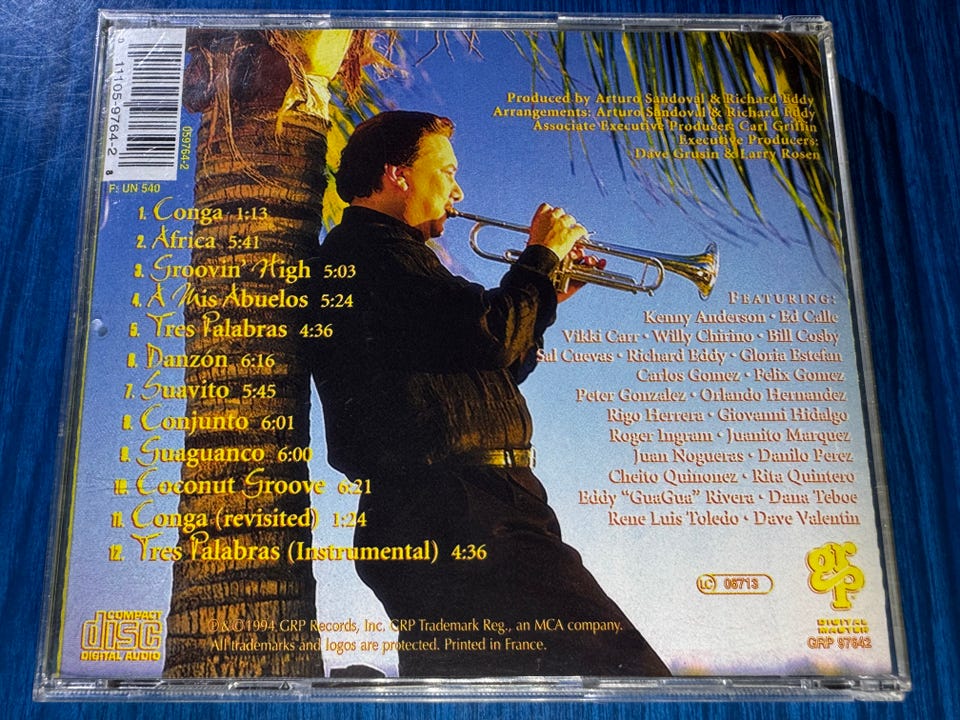 0 11105-9764-2 8
059764-2
F: UN 540
Produced by Arturo Sandoval & Richard Eddy
Arrangements: Arturo Sandoval & Richard Eddy
Associate Executive Producer: Carl Griffin
Executive Producers:
Dave Grusin & Larry Rosen
1. Conga 1:13
2. Africa 5:41
3. Groovin' High 5:03
4. A Mis Abuelos 5:24
5. Tres Palabras 4:36
6. Danzón 6:16
7. Suavito 5:45
8. Conjunto 6:01
9. Guaguanco 6:00
10. Coconut Groove 6:21
11. Conga (revisited) 1:24
12. Tres Palabras (Instrumental) 4:36
Featuring:
Kenny Anderson • Ed Calle
Vikki Carr • Willy Chirino • Bill Cosby
Sal Cuevas • Richard Eddy • Gloria Estefan
Carlos Gomez • Felix Gomez
Peter Gonzalez • Orlando Hernandez
Rigo Herrera • Giovanni Hidalgo
Roger Ingram • Juanito Marquez
Juan Nogueras • Danilo Perez
Cheito Quinonez • Rita Quintero
Eddy "GuaGua" Rivera • Dana Teboe
Rene Luis Toledo • Dave Valentin
LC 06713
GRP
DIGITAL
MASTER
GRP 97642
COMPACT
disc
DIGITAL AUDIO
℗ & © 1994 GRP Records, Inc. GRP Trademark Reg., an MCA company.
All trademarks and logos are protected. Printed in France.